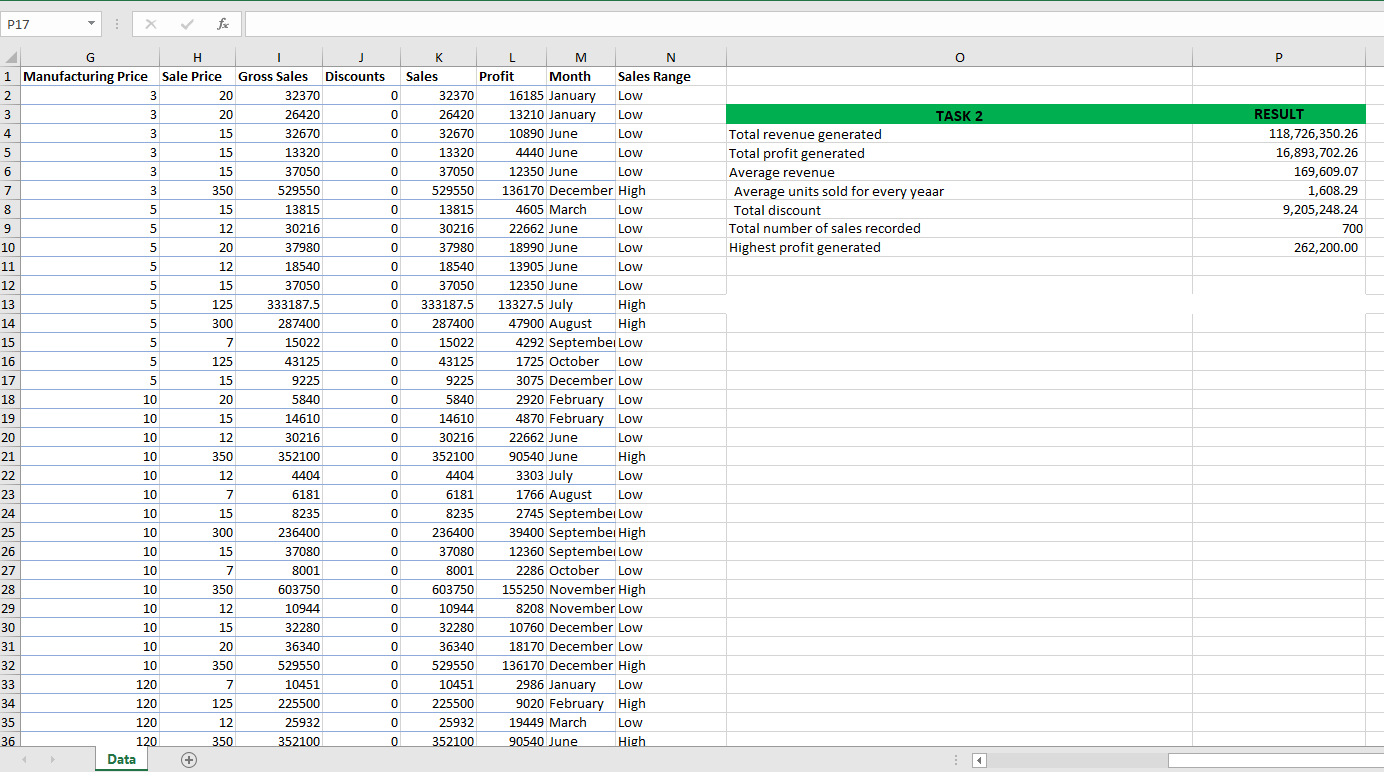 P17 fx
G H I J K L M N O P
1 Manufacturing Price Sale Price Gross Sales Discounts Sales Profit Month Sales Range
2 3 20 32370 0 32370 16185 January Low
3 3 20 26420 0 26420 13210 January Low TASK 2 RESULT
4 3 15 32670 0 32670 10890 June Low Total revenue generated 118,726,350.26
5 3 15 13320 0 13320 4440 June Low Total profit generated 16,893,702.26
6 3 15 37050 0 37050 12350 June Low Average revenue 169,609.07
7 3 350 529550 0 529550 136170 December High Average units sold for every yeaar 1,608.29
8 5 15 13815 0 13815 4605 March Low Total discount 9,205,248.24
9 5 12 30216 0 30216 22662 June Low Total number of sales recorded 700
10 5 20 37980 0 37980 18990 June Low Highest profit generated 262,200.00
11 5 12 18540 0 18540 13905 June Low
12 5 15 37050 0 37050 12350 June Low
13 5 125 333187.5 0 333187.5 13327.5 July High
14 5 300 287400 0 287400 47900 August High
15 5 7 15022 0 15022 4292 September Low
16 5 125 43125 0 43125 1725 October Low
17 5 15 9225 0 9225 3075 December Low
18 10 20 5840 0 5840 2920 February Low
19 10 15 14610 0 14610 4870 February Low
20 10 12 30216 0 30216 22662 June Low
21 10 350 352100 0 352100 90540 June High
22 10 12 4404 0 4404 3303 July Low
23 10 7 6181 0 6181 1766 August Low
24 10 15 8235 0 8235 2745 September Low
25 10 300 236400 0 236400 39400 September High
26 10 15 37080 0 37080 12360 September Low
27 10 7 8001 0 8001 2286 October Low
28 10 350 603750 0 603750 155250 November High
29 10 12 10944 0 10944 8208 November Low
30 10 15 32280 0 32280 10760 December Low
31 10 20 36340 0 36340 18170 December Low
32 10 350 529550 0 529550 136170 December High
33 120 7 10451 0 10451 2986 January Low
34 120 125 225500 0 225500 9020 February High
35 120 12 25932 0 25932 19449 March Low
36 120 350 352100 0 352100 90540 June High
Data